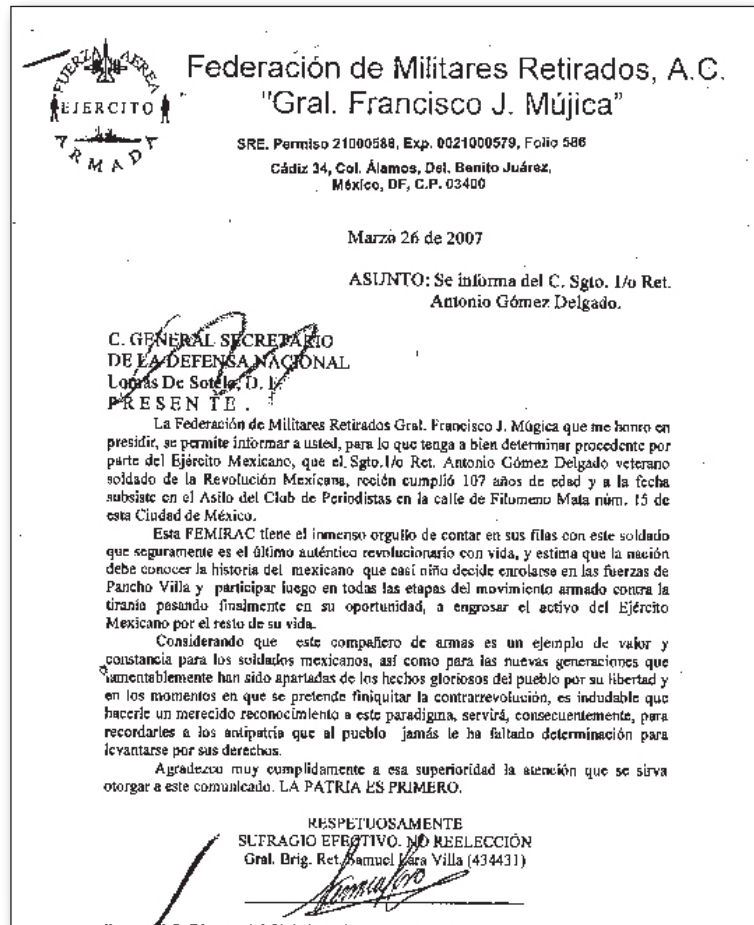 FUERZA AEREA
EJERCITO
ARMADA
Federación de Militares Retirados, A.C.
"Gral. Francisco J. Mújica"
SRE. Permiso 21000588, Exp. 0021000579, Folio 586
Cádiz 34, Col. Álamos, Del. Benito Juárez,
México, DF, C.P. 03400
Marzo 26 de 2007
ASUNTO: Se informa del C. Sgto. 1/o Ret.
Antonio Gómez Delgado.
C. GENERAL SECRETARIO
DE LA DEFENSA NACIONAL
Lomas De Sotelo, D. F.
P R E S E N T E .
La Federación de Militares Retirados Gral. Francisco J. Múgica que me honro en
presidir, se permite informar a usted, para lo que tenga a bien determinar procedente por
parte del Ejército Mexicano, que el Sgto.1/o Ret. Antonio Gómez Delgado veterano
soldado de la Revolución Mexicana, recién cumplió 107 años de edad y a la fecha
subsiste en el Asilo del Club de Periodistas en la calle de Filomeno Mata núm. 15 de
esta Ciudad de México.
Esta FEMIRAC tiene el inmenso orgullo de contar en sus filas con este soldado
que seguramente es el último auténtico revolucionario con vida, y estima que la nación
debe conocer la historia del mexicano que casi niño decide enrolarse en las fuerzas de
Pancho Villa y participar luego en todas las etapas del movimiento armado contra la
tiranía pasando finalmente en su oportunidad, a engrosar el activo del Ejército
Mexicano por el resto de su vida.
Considerando que este compañero de armas es un ejemplo de valor y
constancia para los soldados mexicanos, así como para las nuevas generaciones que
lamentablemente han sido apartadas de los hechos gloriosos del pueblo por su libertad y
en los momentos en que se pretende finiquitar la contrarrevolución, es indudable que
hacerle un merecido reconocimiento a este paradigma, servirá, consecuentemente, para
recordarles a los antipatria que al pueblo jamás le ha faltado determinación para
levantarse por sus derechos.
Agradezco muy cumplidamente a esa superioridad la atención que se sirva
otorgar a este comunicado. LA PATRIA ES PRIMERO.
RESPETUOSAMENTE
SUFRAGIO EFECTIVO. NO REELECCIÓN
Gral. Brig. Ret. Samuel Lara Villa (434431)